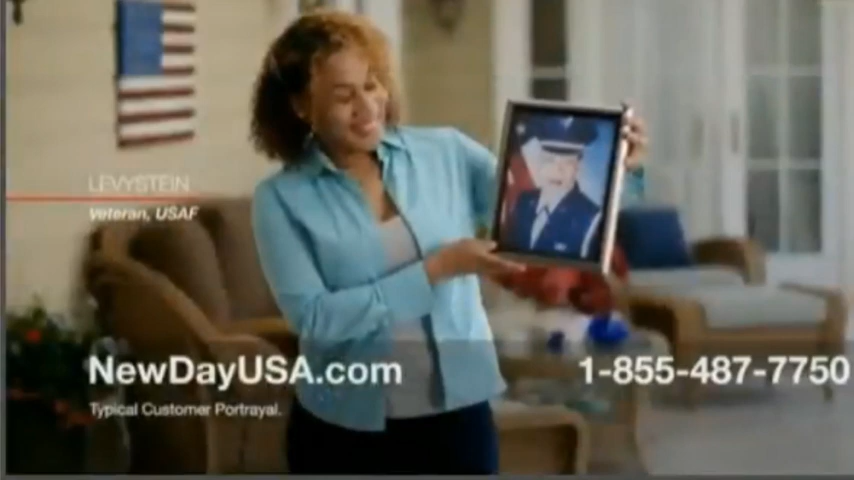 LEVYSTEIN
Veteran, USAF
NewDayUSA.com
1-855-487-7750
Typical Customer Portrayal.